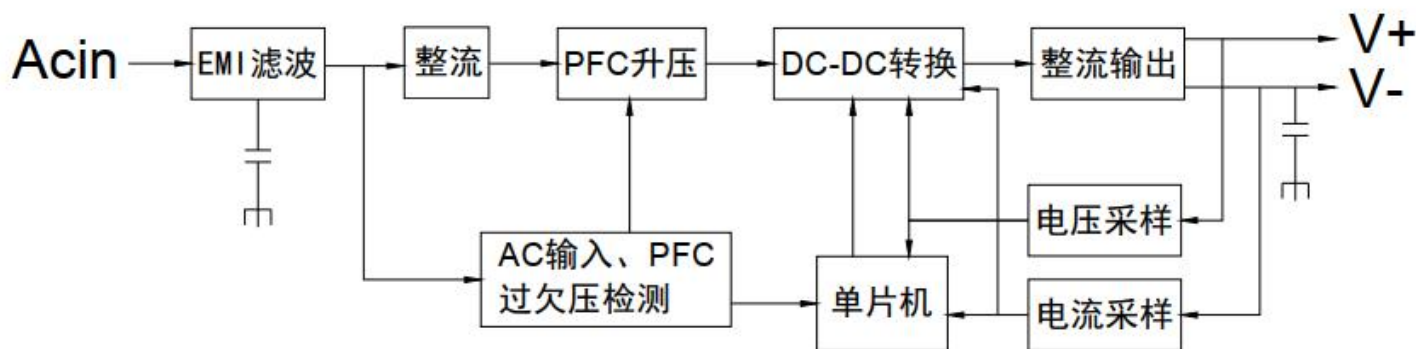 Acin
EMI滤波
整流
PFC升压
DC-DC转换
整流输出
V+
V-
电压采样
AC输入、PFC
过欠压检测
单片机
电流采样